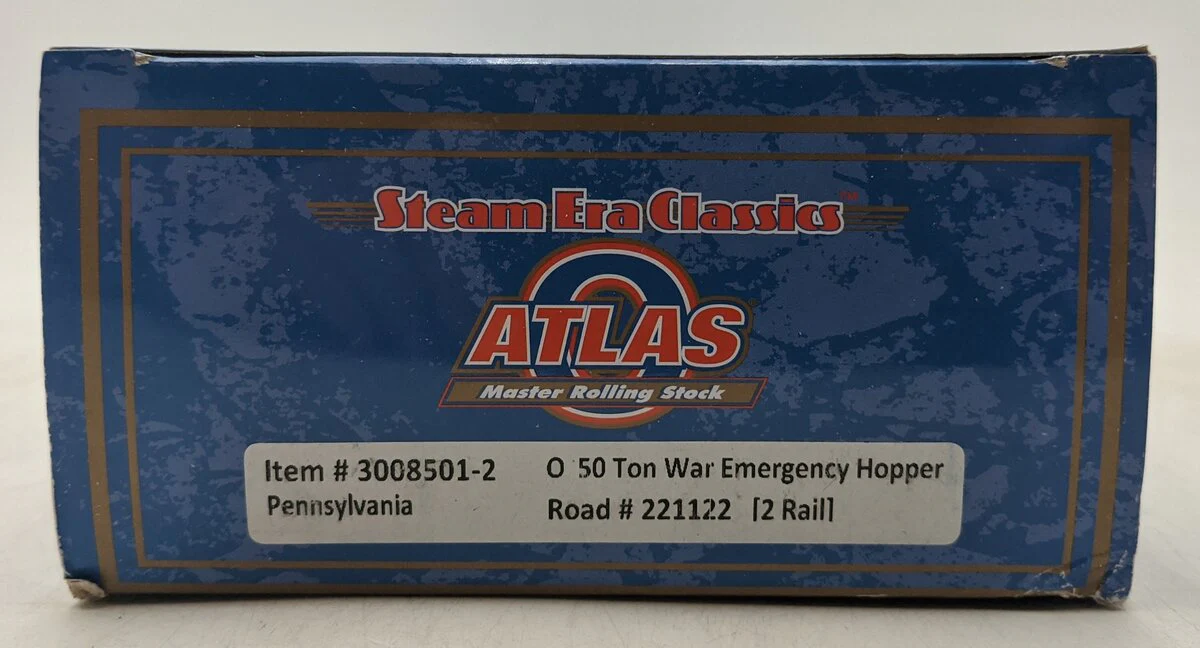 Steam Era Classics™
ATLAS®
Master Rolling Stock
Item # 3008501-2 O 50 Ton War Emergency Hopper
Pennsylvania Road # 221122 [2 Rail]